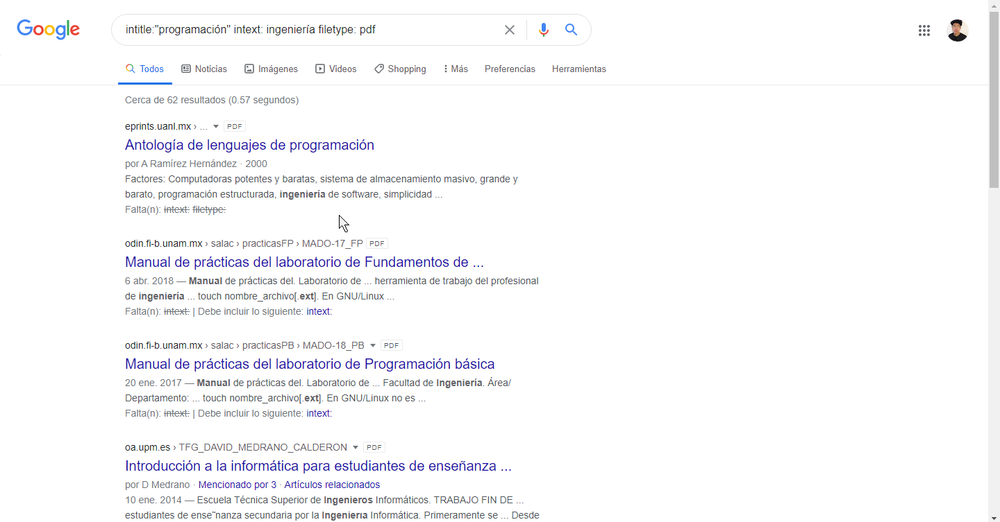 Google
intitle:"programación" intext: ingeniería filetype: pdf
Todos Noticias Imágenes Videos Shopping Más Preferencias Herramientas
Cerca de 62 resultados (0.57 segundos)
eprints.uanl.mx › ... PDF
Antología de lenguajes de programación
por A Ramírez Hernández · 2000
Factores: Computadoras potentes y baratas, sistema de almacenamiento masivo, grande y
barato, programación estructurada, ingeniería de software, simplicidad ...
Falta(n): intext: filetype:
odin.fi-b.unam.mx › salac › practicasFP › MADO-17_FP PDF
Manual de prácticas del laboratorio de Fundamentos de ...
6 abr. 2018 — Manual de prácticas del. Laboratorio de ... herramienta de trabajo del profesional
de ingeniería ... touch nombre_archivo[.ext]. En GNU/Linux ...
Falta(n): intext: | Debe incluir lo siguiente: intext:
odin.fi-b.unam.mx › salac › practicasPB › MADO-18_PB PDF
Manual de prácticas del laboratorio de Programación básica
20 ene. 2017 — Manual de prácticas del. Laboratorio de ... Facultad de Ingeniería. Área/
Departamento: ... touch nombre_archivo[.ext]. En GNU/Linux no es ...
Falta(n): intext: | Debe incluir lo siguiente: intext:
oa.upm.es › TFG_DAVID_MEDRANO_CALDERON PDF
Introducción a la informática para estudiantes de enseñanza ...
por D Medrano · Mencionado por 3 · Artículos relacionados
10 ene. 2014 — Escuela Técnica Superior de Ingenieros Informáticos. TRABAJO FIN DE ...
estudiantes de ense˜nanza secundaria por la Ingenierıa Informática. Primeramente se ... Desde